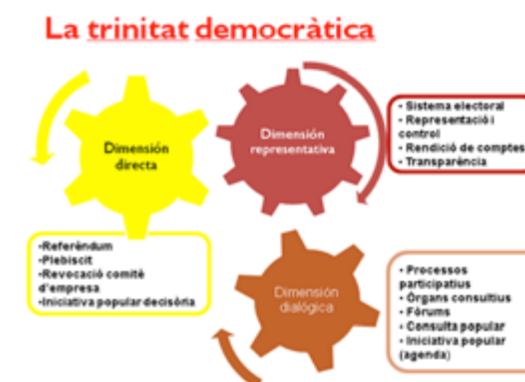 La trinitat democràtica
Dimensión
directa
Dimensión
representativa
• Sistema electoral
• Representació i
control
• Rendició de comptes
• Transparència
•Referèndum
•Plebiscit
•Revocació comitè
d'empresa
•Iniciativa popular decisòria
Dimensión
dialógica
• Processos
participatius
• Órgans consultius
• Fòrums
• Consulta popular
• Iniciativa popular
(agenda)